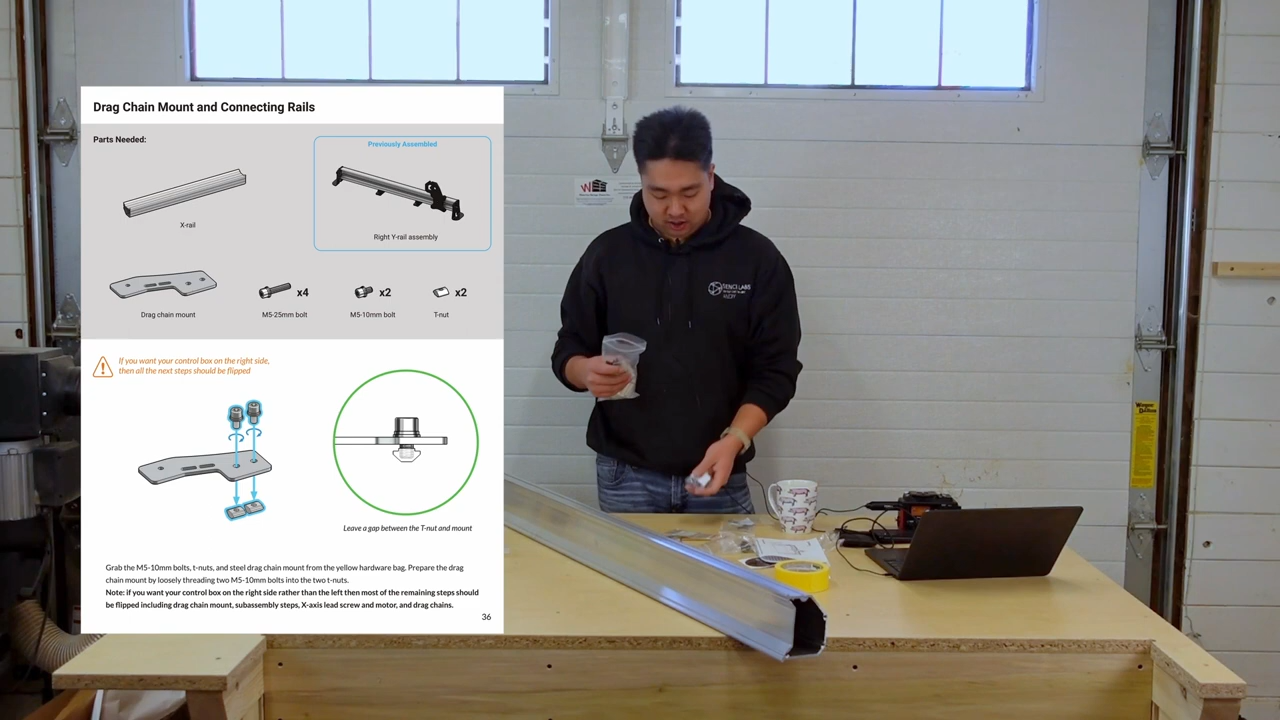 Drag Chain Mount and Connecting Rails
Parts Needed:
Previously Assembled
X-rail
Right Y-rail assembly
x4
x2
x2
Drag chain mount
M5-25mm bolt
M5-10mm bolt
T-nut
If you want your control box on the right side,
then all the next steps should be flipped
Leave a gap between the T-nut and mount
Grab the M5-10mm bolts, t-nuts, and steel drag chain mount from the yellow hardware bag. Prepare the drag
chain mount by loosely threading two M5-10mm bolts into the two t-nuts.
Note: if you want your control box on the right side rather than the left then most of the remaining steps should
be flipped including drag chain mount, subassembly steps, X-axis lead screw and motor, and drag chains.
36